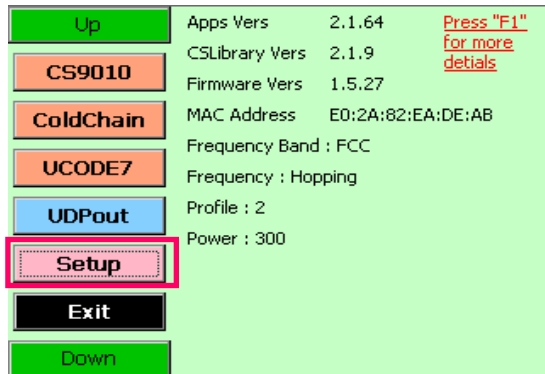 Up
CS9010
ColdChain
UCODE7
UDPout
Setup
Exit
Down
Apps Vers 2.1.64
CSLibrary Vers 2.1.9
Firmware Vers 1.5.27
MAC Address E0:2A:82:EA:DE:AB
Frequency Band : FCC
Frequency : Hopping
Profile : 2
Power : 300
Press "F1"
for more
detials